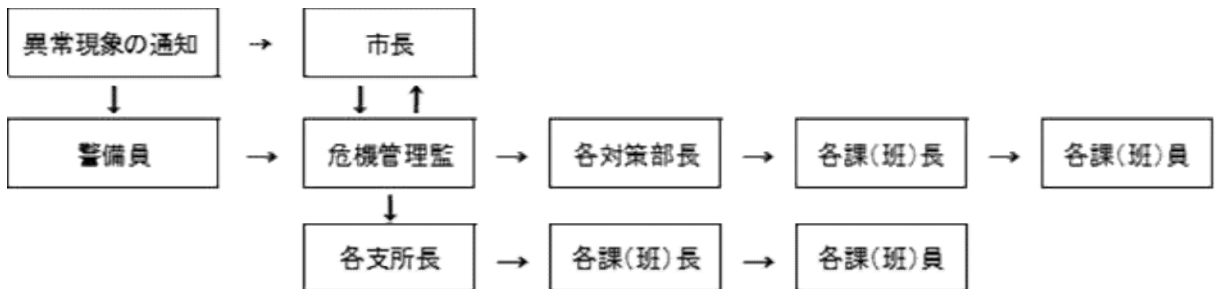 異常現象の通知 → 市長
↓ ↓ ↑
警備員 → 危機管理監 → 各対策部長 → 各課(班)長 → 各課(班)員
↓
各支所長 → 各課(班)長 → 各課(班)員